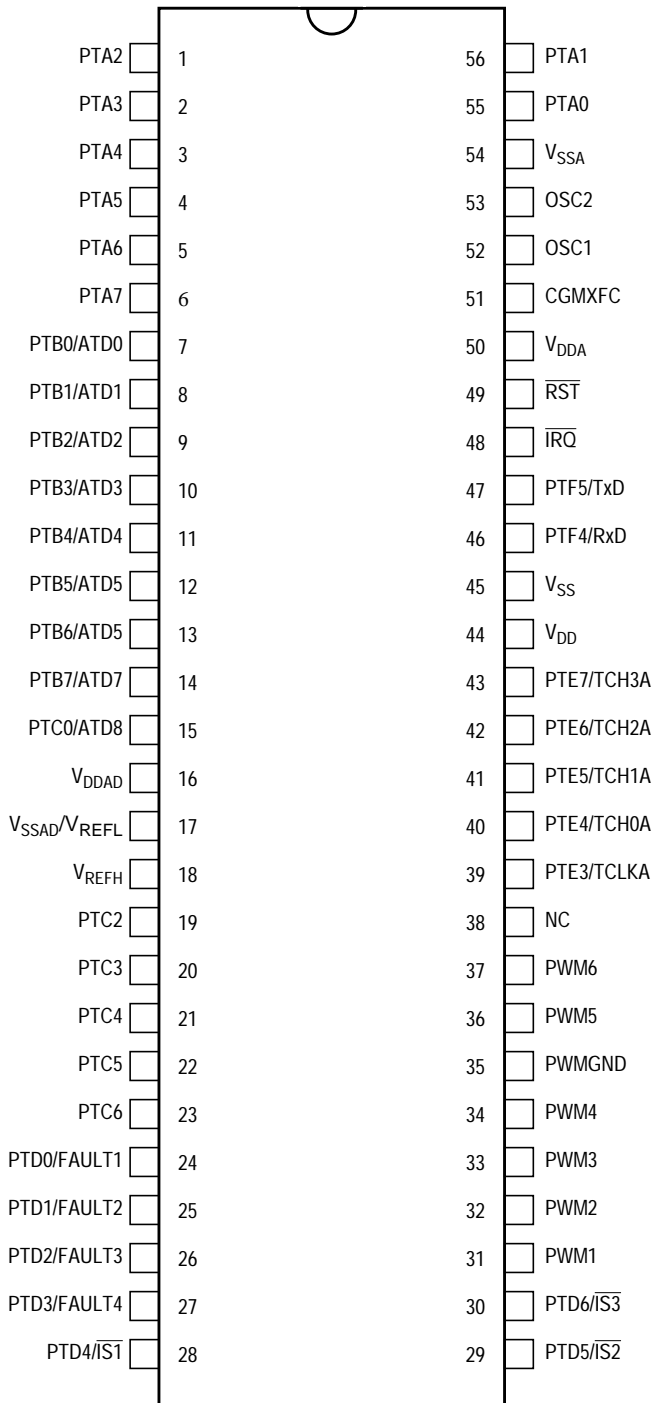 PTA2 1 56 PTA1
PTA3 2 55 PTA0
PTA4 3 54 VSSA
PTA5 4 53 OSC2
PTA6 5 52 OSC1
PTA7 6 51 CGMXFC
PTB0/ATD0 7 50 VDDA
PTB1/ATD1 8 49 R̅S̅T̅
PTB2/ATD2 9 48 I̅R̅Q̅
PTB3/ATD3 10 47 PTF5/TxD
PTB4/ATD4 11 46 PTF4/RxD
PTB5/ATD5 12 45 VSS
PTB6/ATD5 13 44 VDD
PTB7/ATD7 14 43 PTE7/TCH3A
PTC0/ATD8 15 42 PTE6/TCH2A
VDDAD 16 41 PTE5/TCH1A
VSSAD/VREFL 17 40 PTE4/TCH0A
VREFH 18 39 PTE3/TCLKA
PTC2 19 38 NC
PTC3 20 37 PWM6
PTC4 21 36 PWM5
PTC5 22 35 PWMGND
PTC6 23 34 PWM4
PTD0/FAULT1 24 33 PWM3
PTD1/FAULT2 25 32 PWM2
PTD2/FAULT3 26 31 PWM1
PTD3/FAULT4 27 30 PTD6/I̅S̅3̅
PTD4/I̅S̅1̅ 28 29 PTD5/I̅S̅2̅